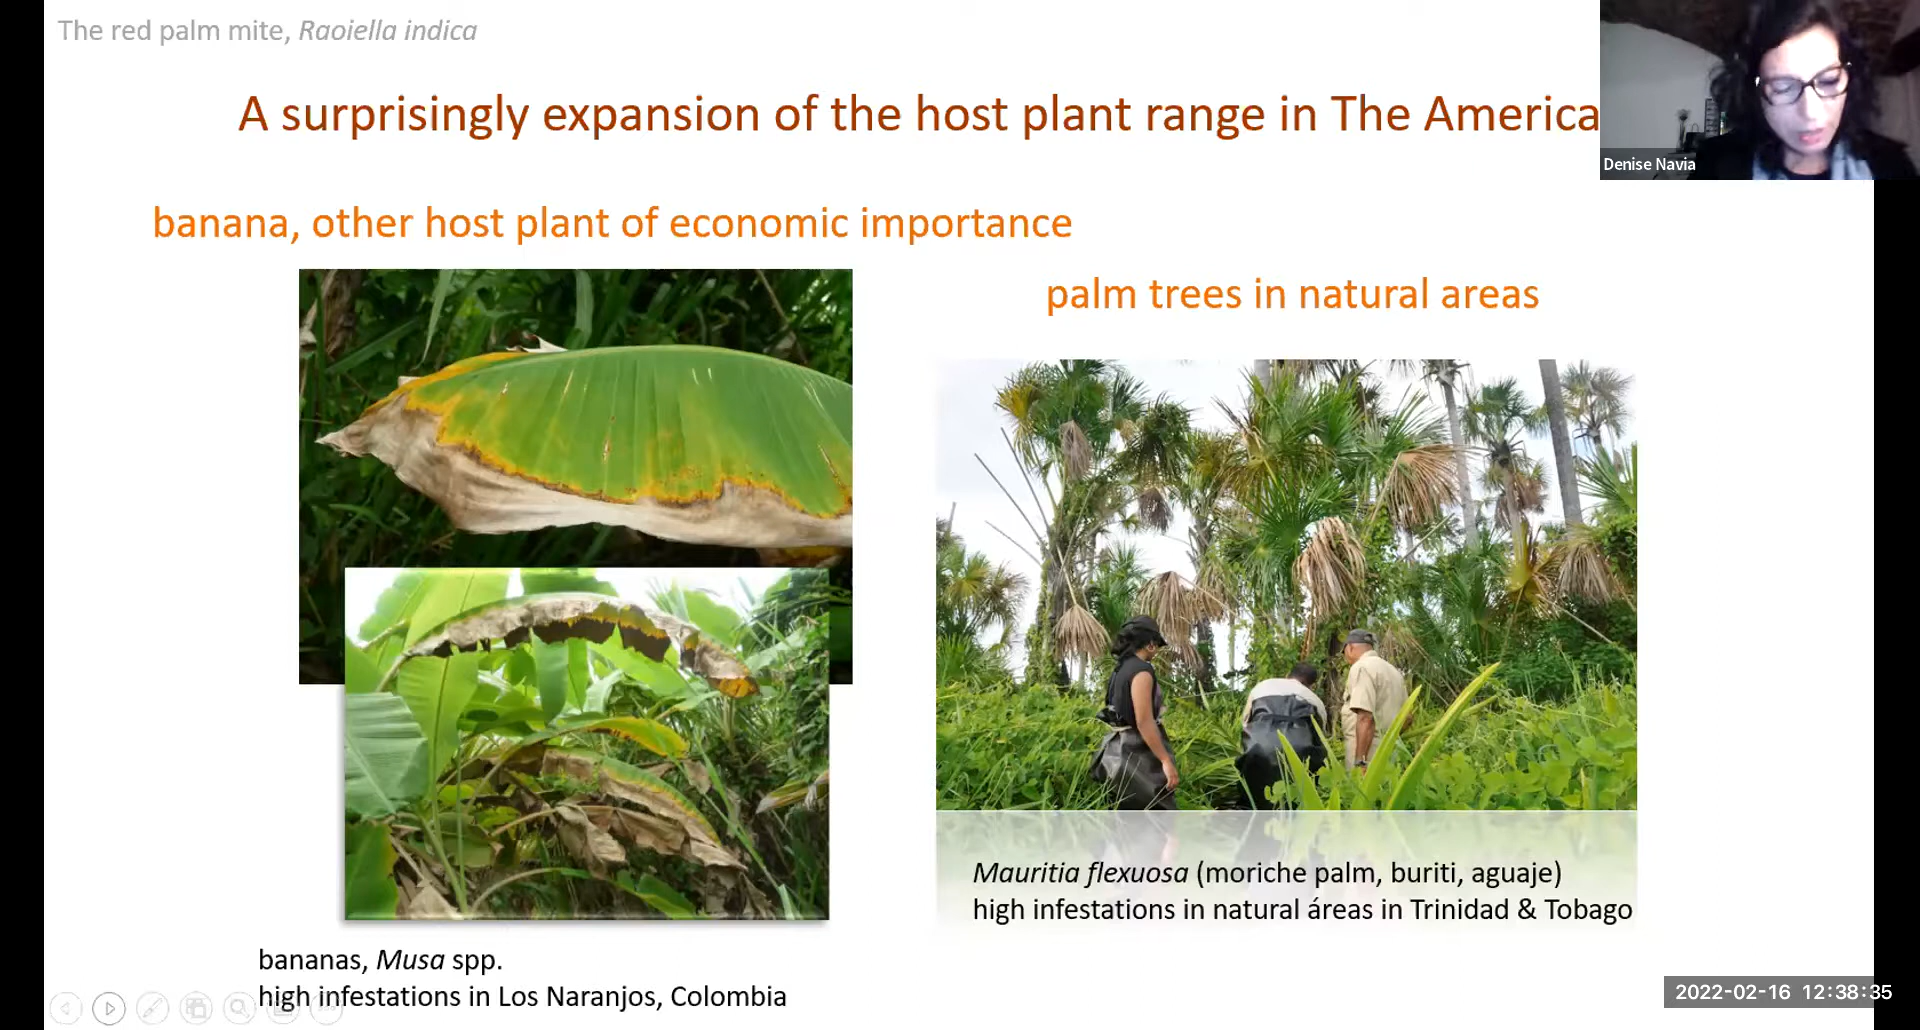 The red palm mite, Raoiella indica
A surprisingly expansion of the host plant range in The America
Denise Navia
banana, other host plant of economic importance
palm trees in natural areas
Mauritia flexuosa (moriche palm, buriti, aguaje)
high infestations in natural áreas in Trinidad & Tobago
bananas, Musa spp.
high infestations in Los Naranjos, Colombia
2022-02-16 12:38:35